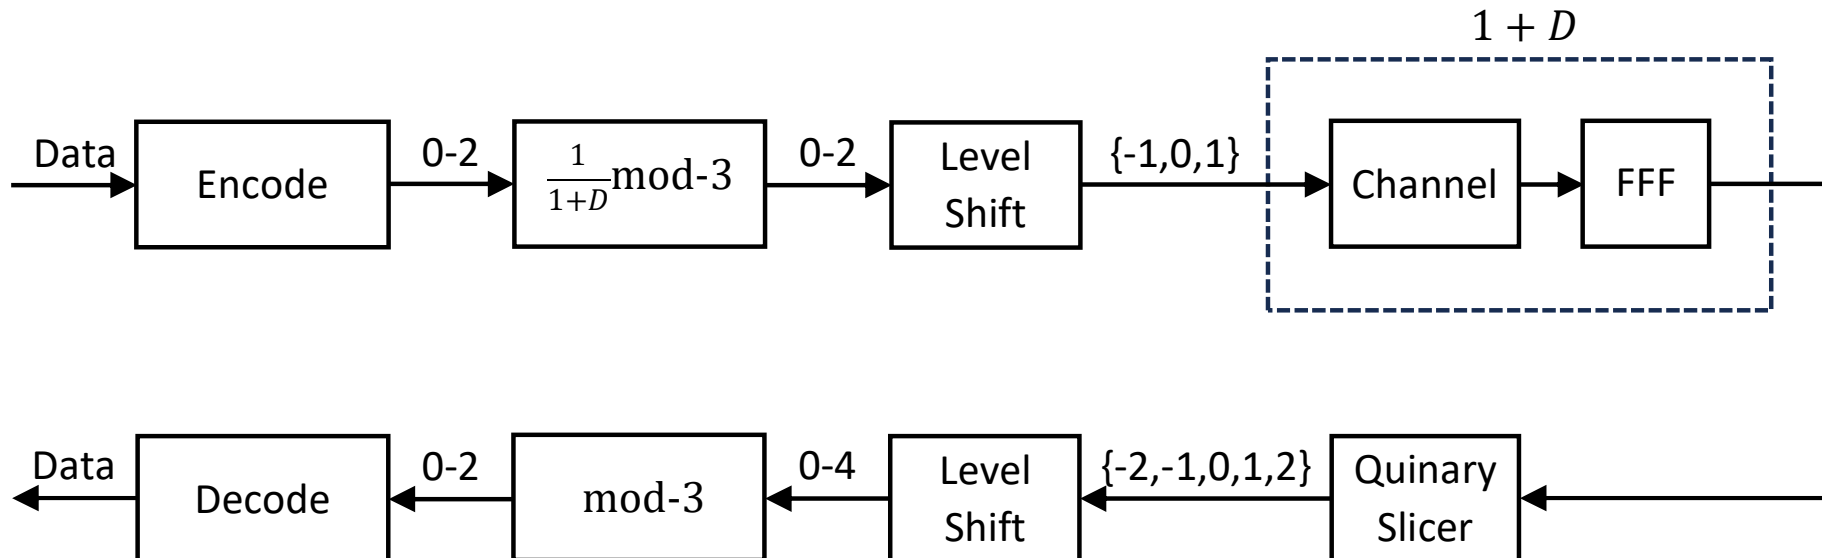 1 + D
Data
Encode
0-2
1/(1+D) mod-3
0-2
Level
Shift
{-1,0,1}
Channel
FFF
Data
Decode
0-2
mod-3
0-4
Level
Shift
{-2,-1,0,1,2}
Quinary
Slicer